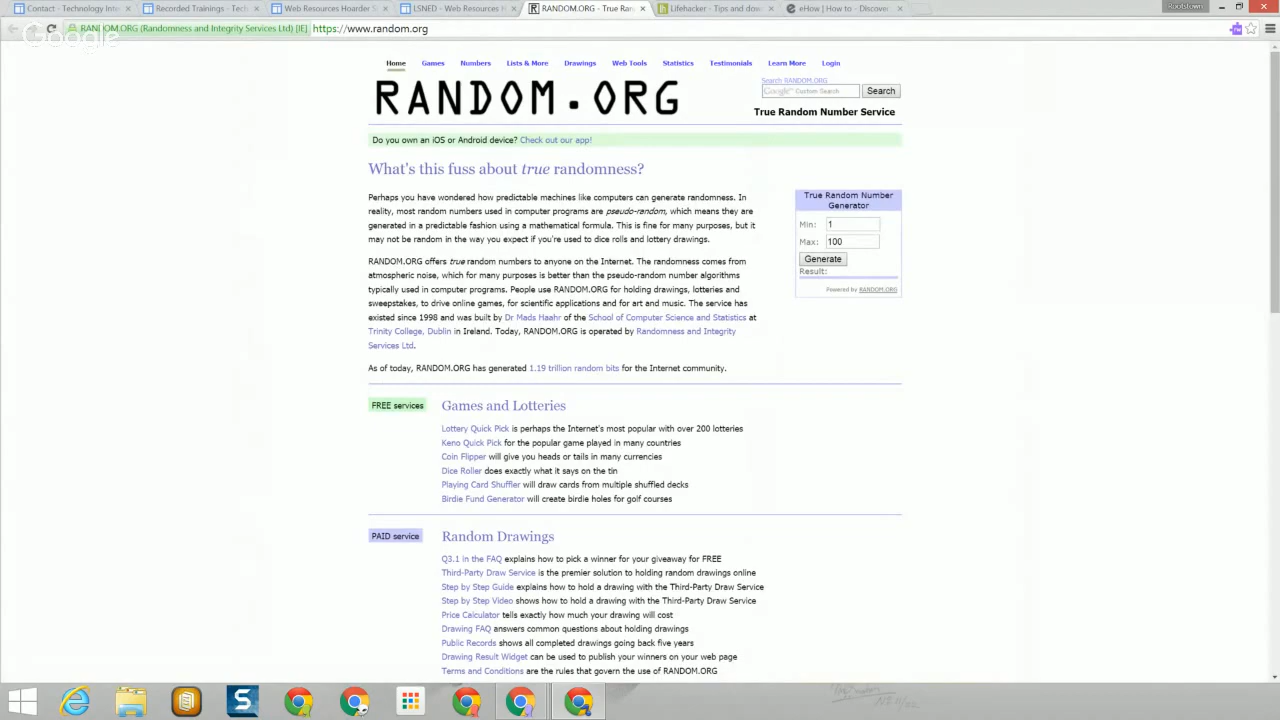 Contact - Technology Inte
Recorded Trainings - Tech
Web Resources Hoarder S
LSNED - Web Resources H
RANDOM.ORG - True Ran
Lifehacker - Tips and dow
eHow | How to - Discove
Rootstown
RANDOM.ORG (Randomness and Integrity Services Ltd) [IE]
https://www.random.org
Google
Home
Games
Numbers
Lists & More
Drawings
Web Tools
Statistics
Testimonials
Learn More
Login
RANDOM.ORG
Search RANDOM.ORG
Google™ Custom Search
Search
True Random Number Service
Do you own an iOS or Android device? Check out our app!
What's this fuss about true randomness?
Perhaps you have wondered how predictable machines like computers can generate randomness. In
reality, most random numbers used in computer programs are pseudo-random, which means they are
generated in a predictable fashion using a mathematical formula. This is fine for many purposes, but it
may not be random in the way you expect if you're used to dice rolls and lottery drawings.
RANDOM.ORG offers true random numbers to anyone on the Internet. The randomness comes from
atmospheric noise, which for many purposes is better than the pseudo-random number algorithms
typically used in computer programs. People use RANDOM.ORG for holding drawings, lotteries and
sweepstakes, to drive online games, for scientific applications and for art and music. The service has
existed since 1998 and was built by Dr Mads Haahr of the School of Computer Science and Statistics at
Trinity College, Dublin in Ireland. Today, RANDOM.ORG is operated by Randomness and Integrity
Services Ltd.
As of today, RANDOM.ORG has generated 1.19 trillion random bits for the Internet community.
True Random Number
Generator
Min: 1
Max: 100
Generate
Result:
Powered by RANDOM.ORG
FREE services
Games and Lotteries
Lottery Quick Pick is perhaps the Internet's most popular with over 200 lotteries
Keno Quick Pick for the popular game played in many countries
Coin Flipper will give you heads or tails in many currencies
Dice Roller does exactly what it says on the tin
Playing Card Shuffler will draw cards from multiple shuffled decks
Birdie Fund Generator will create birdie holes for golf courses
PAID service
Random Drawings
Q3.1 in the FAQ explains how to pick a winner for your giveaway for FREE
Third-Party Draw Service is the premier solution to holding random drawings online
Step by Step Guide explains how to hold a drawing with the Third-Party Draw Service
Step by Step Video shows how to hold a drawing with the Third-Party Draw Service
Price Calculator tells exactly how much your drawing will cost
Drawing FAQ answers common questions about holding drawings
Public Records shows all completed drawings going back five years
Drawing Result Widget can be used to publish your winners on your web page
Terms and Conditions are the rules that govern the use of RANDOM.ORG